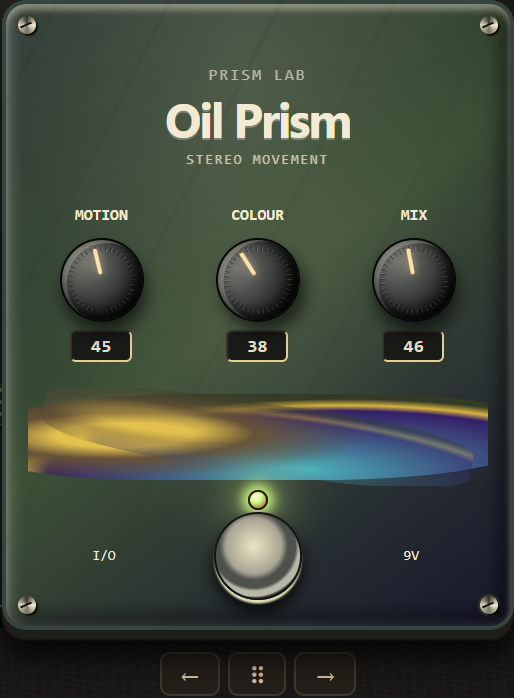 PRISM LAB
Oil Prism
STEREO MOVEMENT
MOTION COLOUR MIX
45 38 46
I/O 9V
← ⠿ →